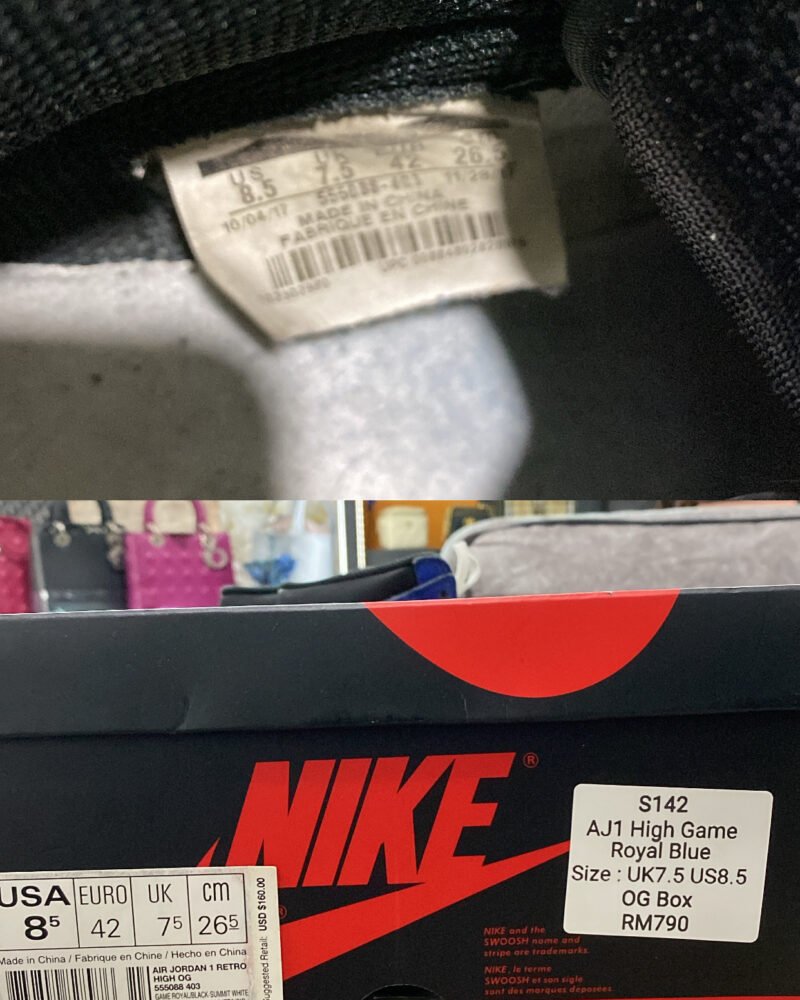 US UK 42 26.5
8.5 7.5
555088-403
10/04/17 11/28/17
MADE IN CHINA
FABRIQUE EN CHINE
UPC
NIKE®
S142
AJ1 High Game
Royal Blue
Size : UK7.5 US8.5
OG Box
RM790
USA EURO UK cm
8⁵ 42 7⁵ 26⁵
Made in China / Fabrique en Chine / Hecho en China
AIR JORDAN 1 RETRO
HIGH OG
555088 403
GAME ROYAL/BLACK-SUMMIT WHITE
Suggested Retail: USD $160.00
NIKE and the
SWOOSH name and
stripe are trademarks.
NIKE, le terme
SWOOSH et son sigle
sont des marques deposees.